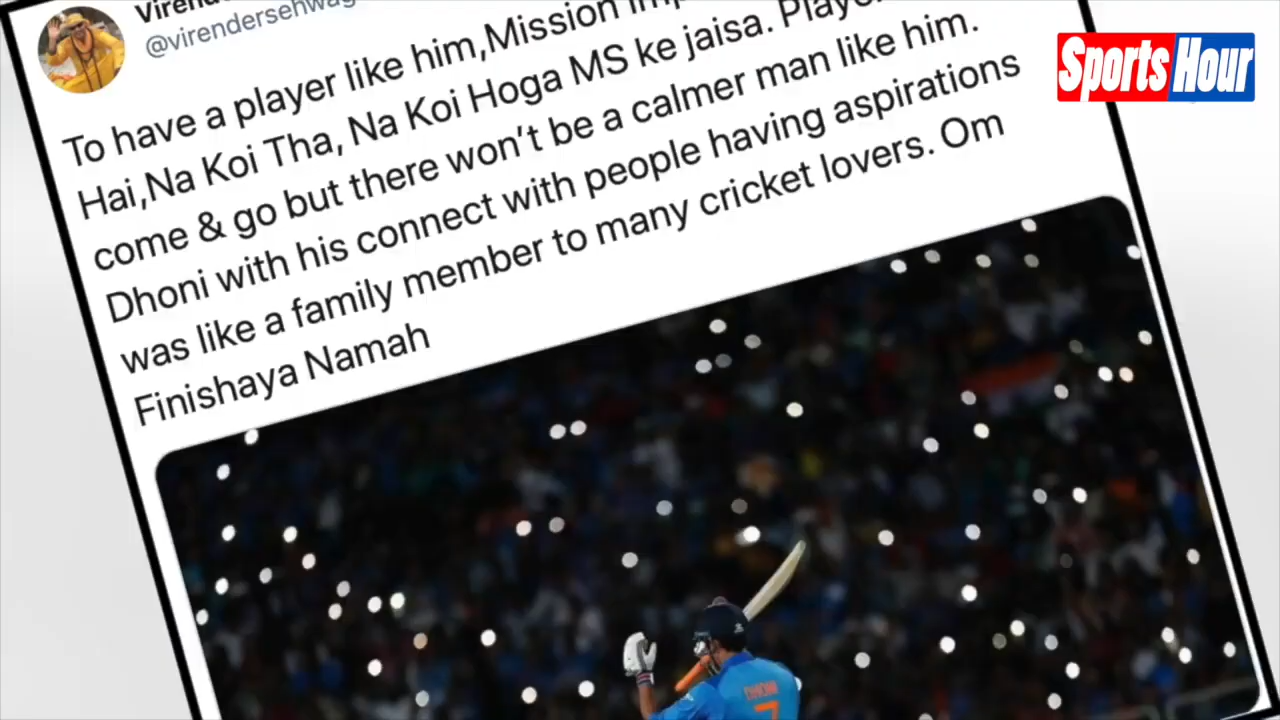 @virendersehwag
To have a player like him,Mission
Hai,Na Koi Tha, Na Koi Hoga MS ke jaisa.
come & go but there won't be a calmer man like him.
Dhoni with his connect with people having aspirations
was like a family member to many cricket lovers. Om
Finishaya Namah
Sports Hour
DHONI
7